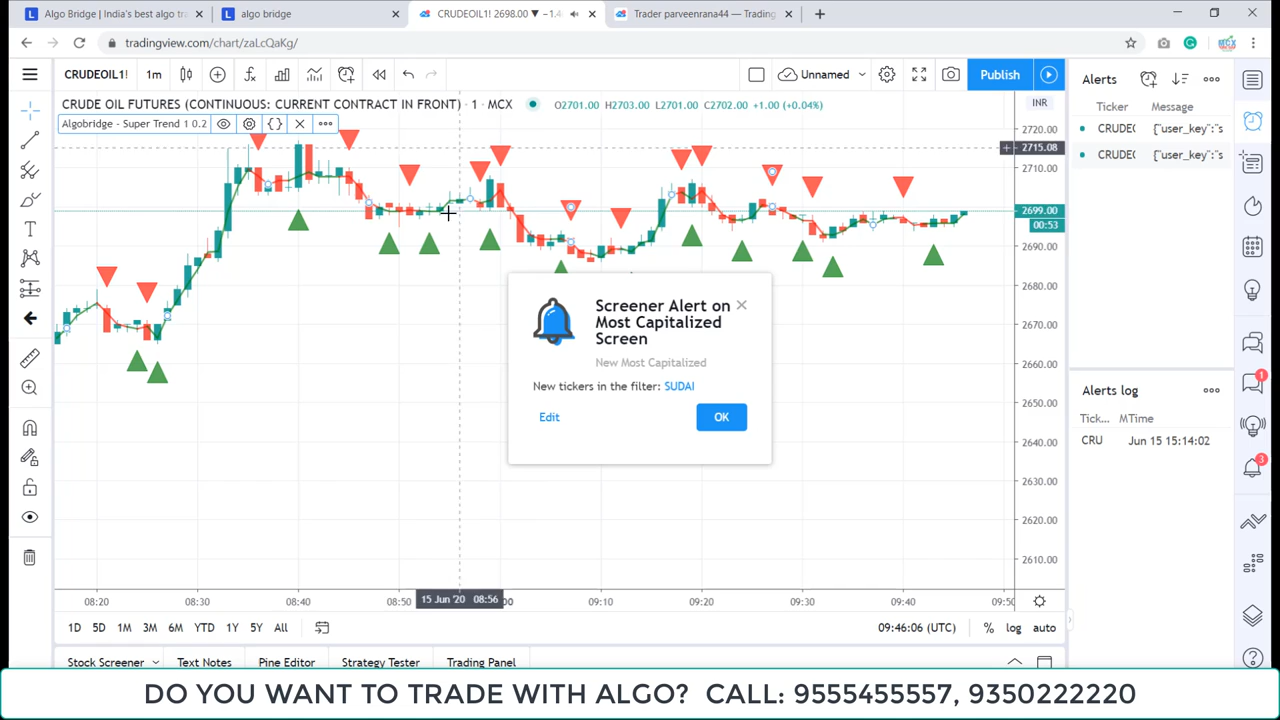 Algo Bridge | India's best algo tra
algo bridge
CRUDEOIL1! 2698.00 ▼ −1.4
Trader parveenrana44 — Trading
tradingview.com/chart/zaLcQaKg/
MCX
CRUDEOIL1!
1m
Unnamed
Publish
Alerts
CRUDE OIL FUTURES (CONTINUOUS: CURRENT CONTRACT IN FRONT) · 1 · MCX
O2701.00 H2703.00 L2701.00 C2702.00 +1.00 (+0.04%)
INR
Ticker
Message
Algobridge - Super Trend 1 0.2
CRUDE(
{"user_key":"s
CRUDE(
{"user_key":"s
2720.00
2715.08
2710.00
2699.00
00:53
2690.00
2680.00
2670.00
2660.00
2650.00
2640.00
2630.00
2620.00
2610.00
Screener Alert on
Most Capitalized
Screen
New Most Capitalized
New tickers in the filter: SUDAI
Edit
OK
Alerts log
Tick...
MTime
CRU
Jun 15 15:14:02
1
3
08:20
08:30
08:40
08:50
15 Jun '20 08:56
:00
09:10
09:20
09:30
09:40
09:50
1D
5D
1M
3M
6M
YTD
1Y
5Y
All
09:46:06 (UTC)
%
log
auto
Stock Screener
Text Notes
Pine Editor
Strategy Tester
Trading Panel
DO YOU WANT TO TRADE WITH ALGO? CALL: 9555455557, 9350222220